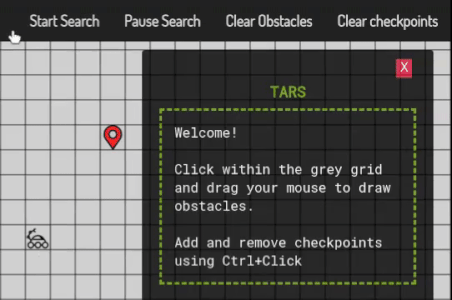 Start Search Pause Search Clear Obstacles Clear checkpoints
X
TARS
Welcome!
Click within the grey grid
and drag your mouse to draw
obstacles.
Add and remove checkpoints
using Ctrl+Click